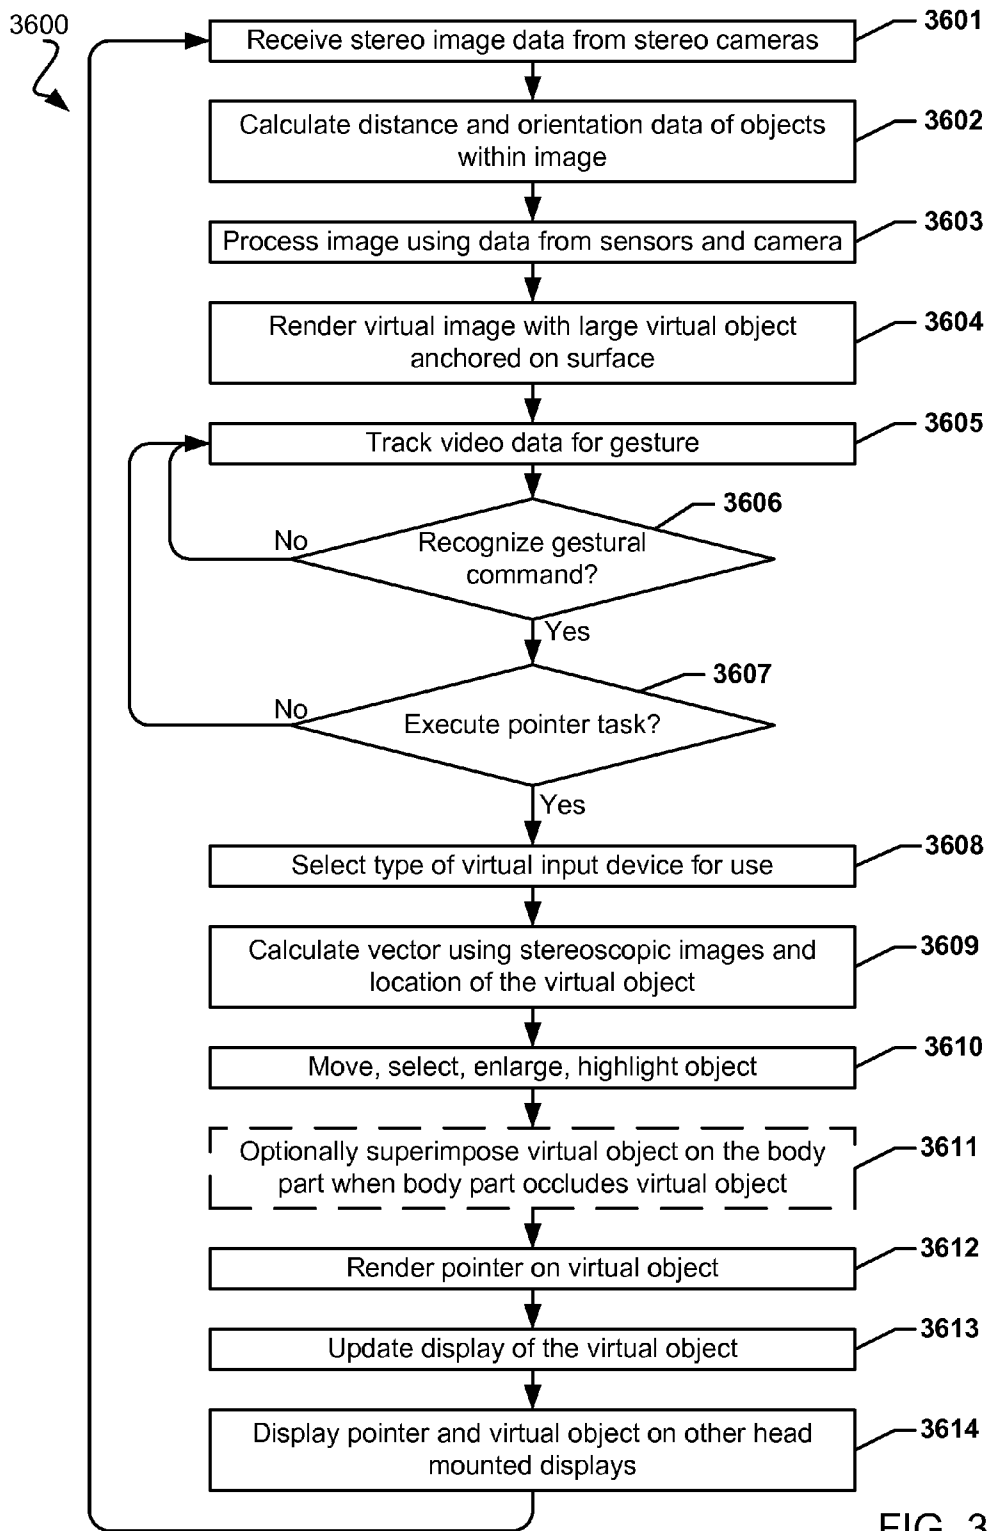 3600
3601
Receive stereo image data from stereo cameras
3602
Calculate distance and orientation data of objects
within image
3603
Process image using data from sensors and camera
3604
Render virtual image with large virtual object
anchored on surface
3605
Track video data for gesture
3606
No
Recognize gestural
command?
Yes
3607
No
Execute pointer task?
Yes
3608
Select type of virtual input device for use
3609
Calculate vector using stereoscopic images and
location of the virtual object
3610
Move, select, enlarge, highlight object
3611
Optionally superimpose virtual object on the body
part when body part occludes virtual object
3612
Render pointer on virtual object
3613
Update display of the virtual object
3614
Display pointer and virtual object on other head
mounted displays
FIG. 3